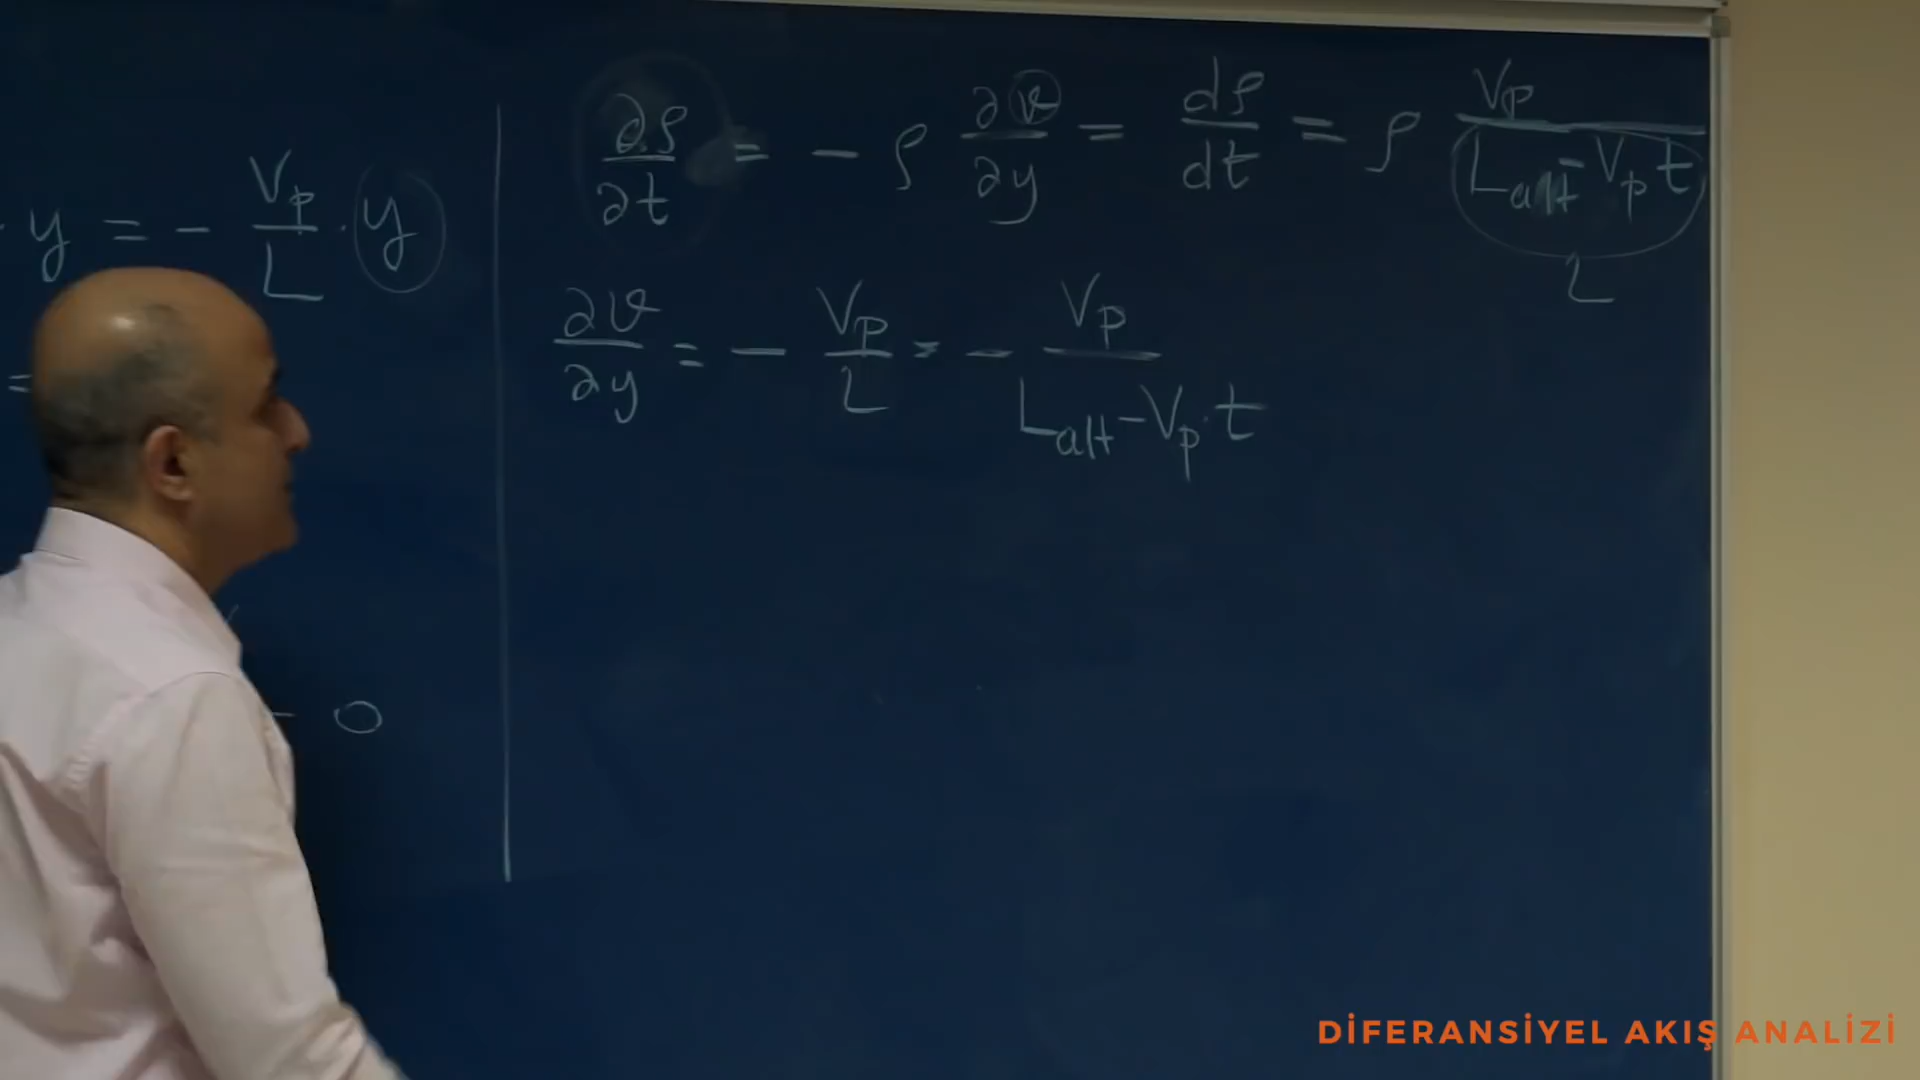 · y = - Vp/L · y
=
- 0
∂ρ/∂t = - ρ ∂v/∂y = dρ/dt = ρ Vp/(Lalt - Vp t)
L
∂v/∂y = - Vp/L = - Vp/(Lalt - Vp · t)
DİFERANSİYEL AKIŞ ANALİZİ